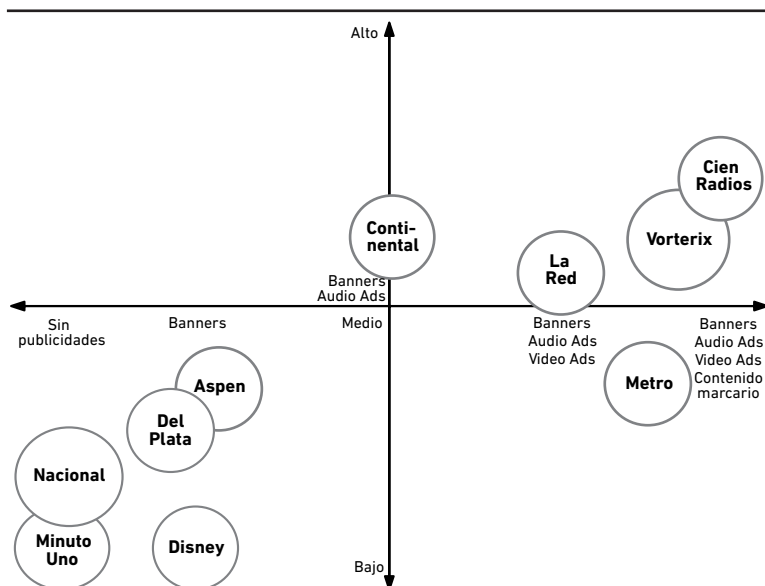 Alto
Cien
Radios
Conti-
nental
Vorterix
La
Red
Banners
Audio Ads
Sin
publicidades
Banners
Medio
Banners
Audio Ads
Video Ads
Banners
Audio Ads
Video Ads
Contenido
marcario
Aspen
Metro
Del
Plata
Nacional
Minuto
Uno
Disney
Bajo